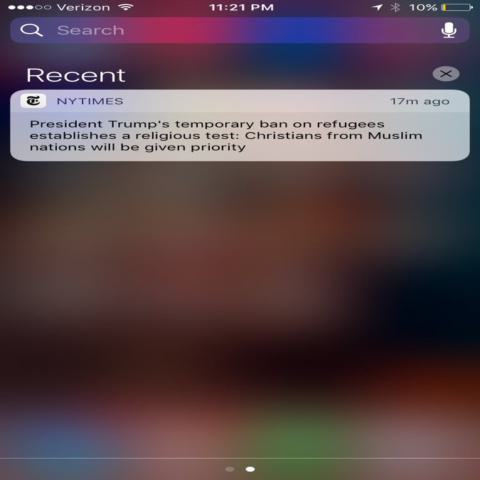 Verizon 11:21 PM 10%
Search
Recent
NYTIMES 17m ago
President Trump's temporary ban on refugees
establishes a religious test: Christians from Muslim
nations will be given priority